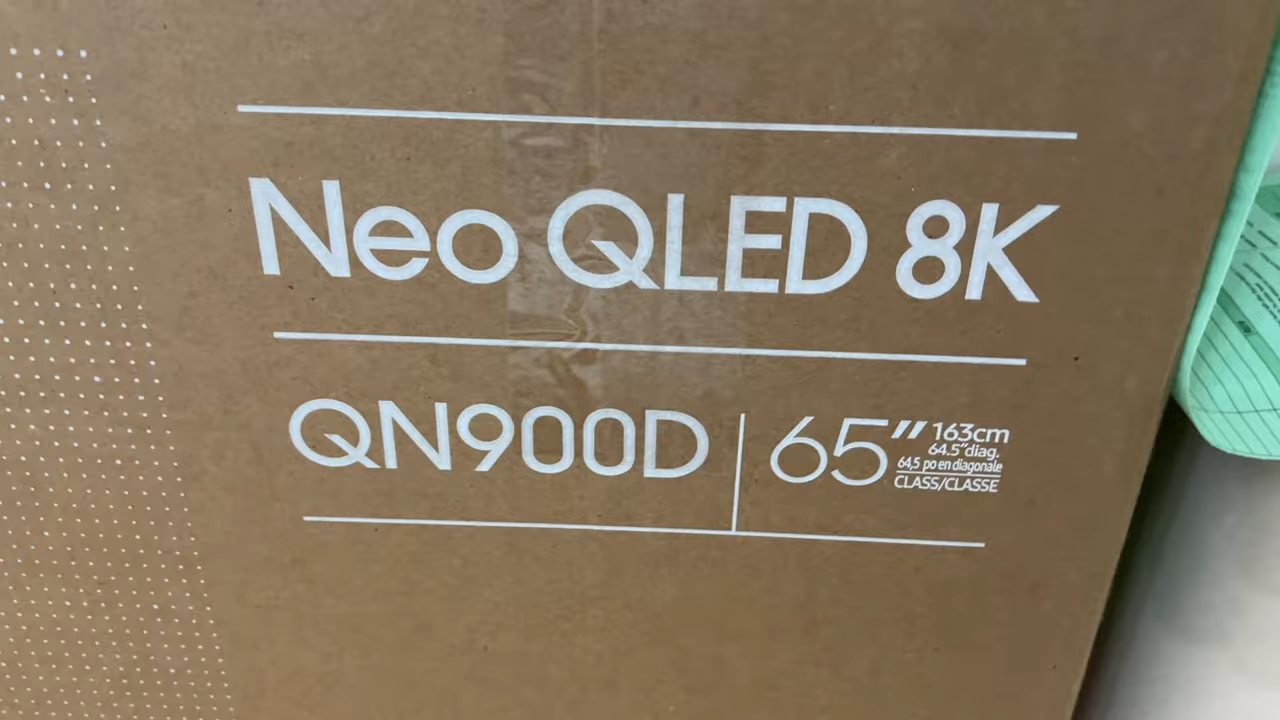 Neo QLED 8K
QN900D
65″
163cm
64.5″diag.
64,5 po en diagonale
CLASS/CLASSE